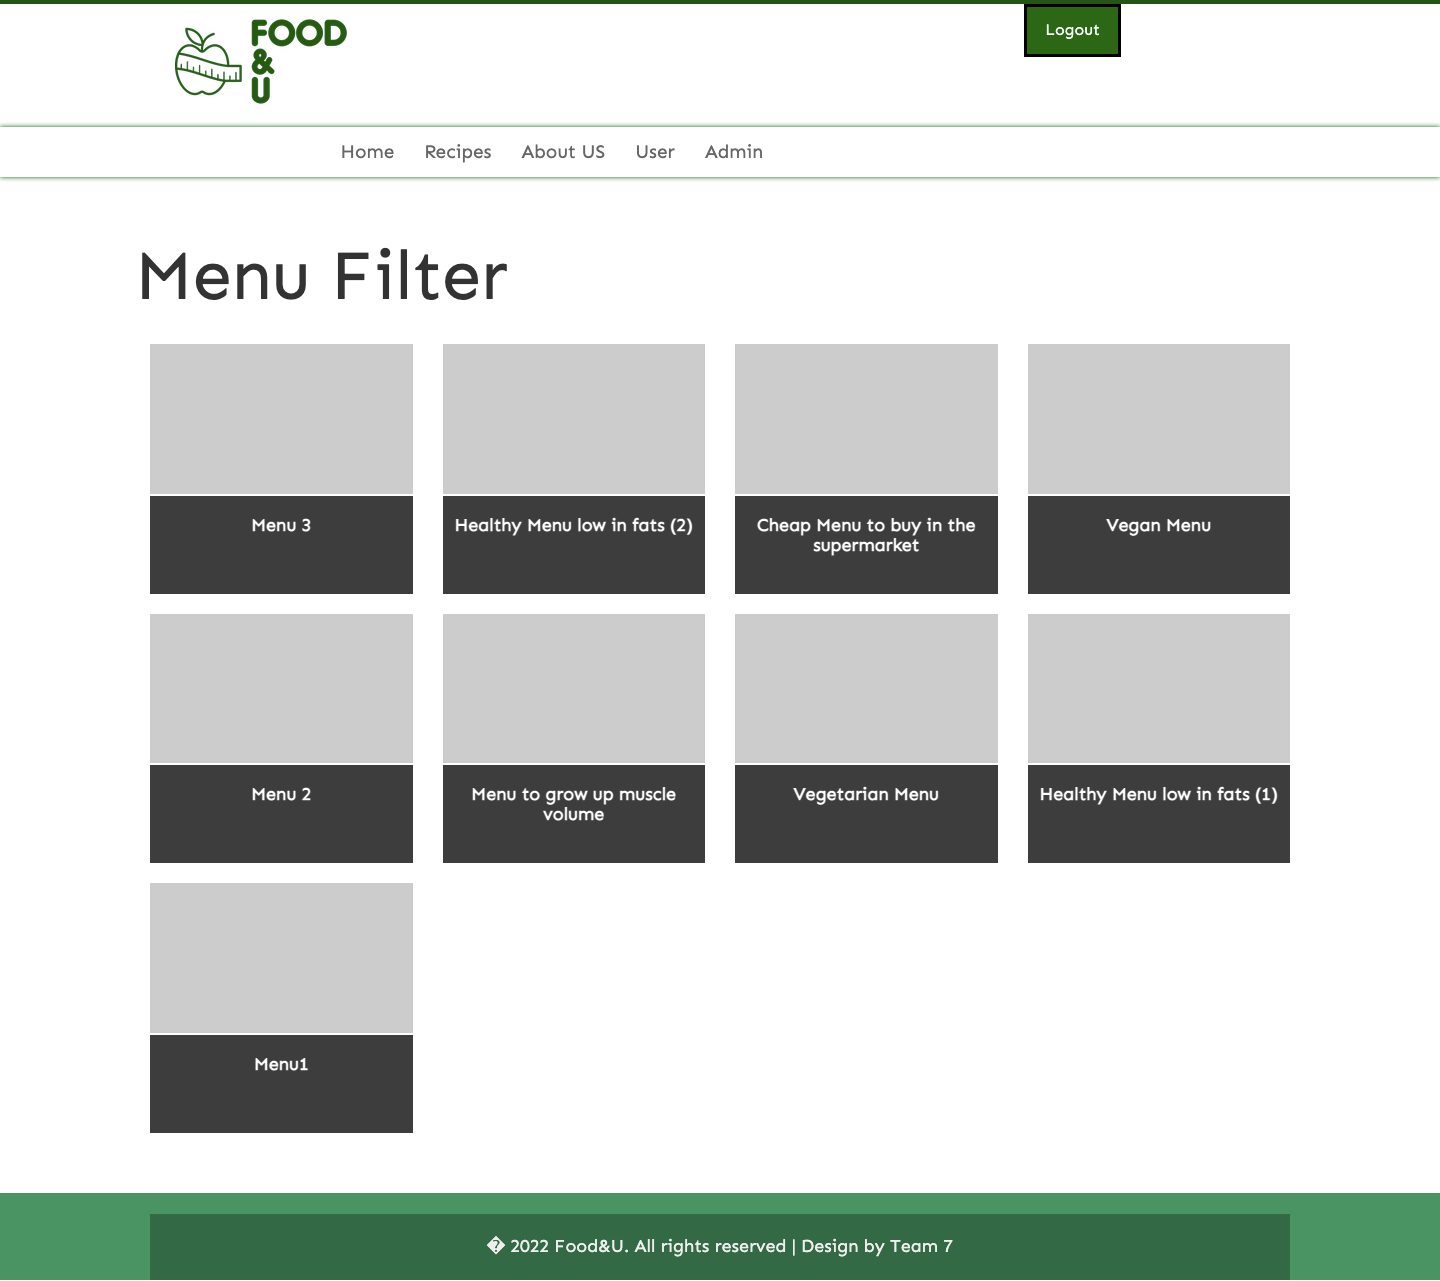 FOOD
&
U
Logout
Home Recipes About US User Admin
Menu Filter
Menu 3
Healthy Menu low in fats (2)
Cheap Menu to buy in the
supermarket
Vegan Menu
Menu 2
Menu to grow up muscle
volume
Vegetarian Menu
Healthy Menu low in fats (1)
Menu1
� 2022 Food&U. All rights reserved | Design by Team 7